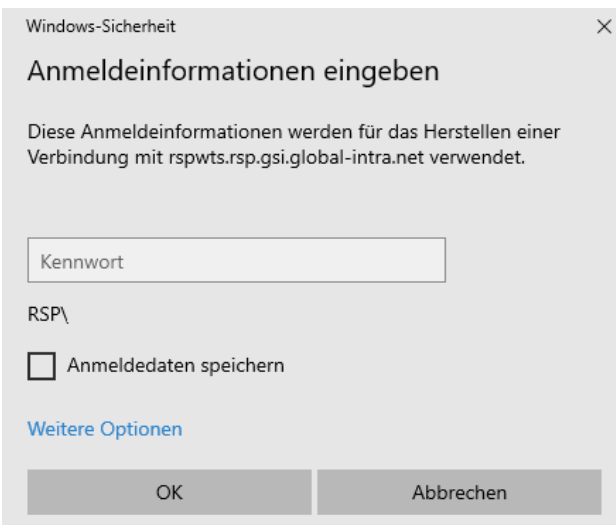 Windows-Sicherheit
Anmeldeinformationen eingeben
Diese Anmeldeinformationen werden für das Herstellen einer
Verbindung mit rspwts.rsp.gsi.global-intra.net verwendet.
Kennwort
RSP\
Anmeldedaten speichern
Weitere Optionen
OK
Abbrechen